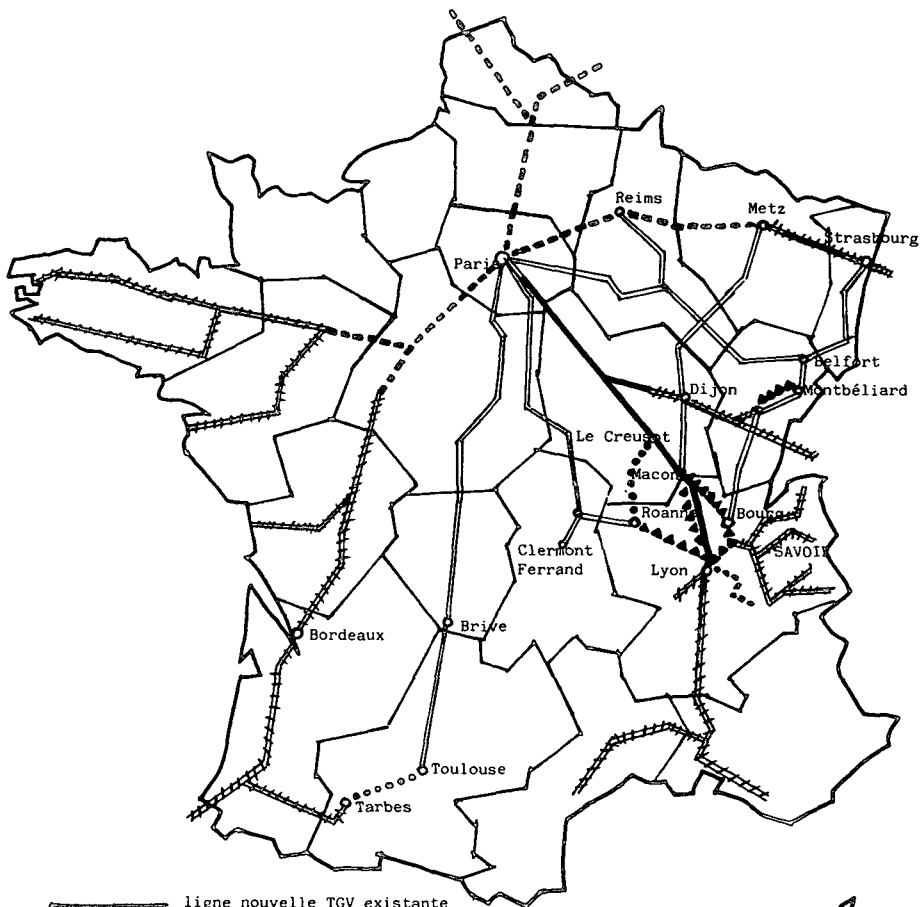 Reims
Metz
Strasbourg
Paris
Belfort
Dijon
Montbéliard
Le Creusot
Macon
Roanne
Bourg
Clermont
Ferrand
SAVOIE
Lyon
Bordeaux
Brive
Toulouse
Tarbes
ligne nouvelle TGV existante